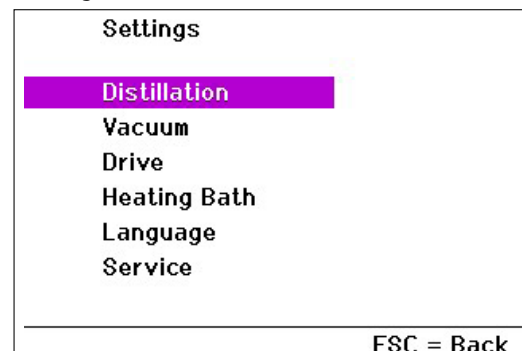 Settings
Distillation
Vacuum
Drive
Heating Bath
Language
Service
ESC = Back